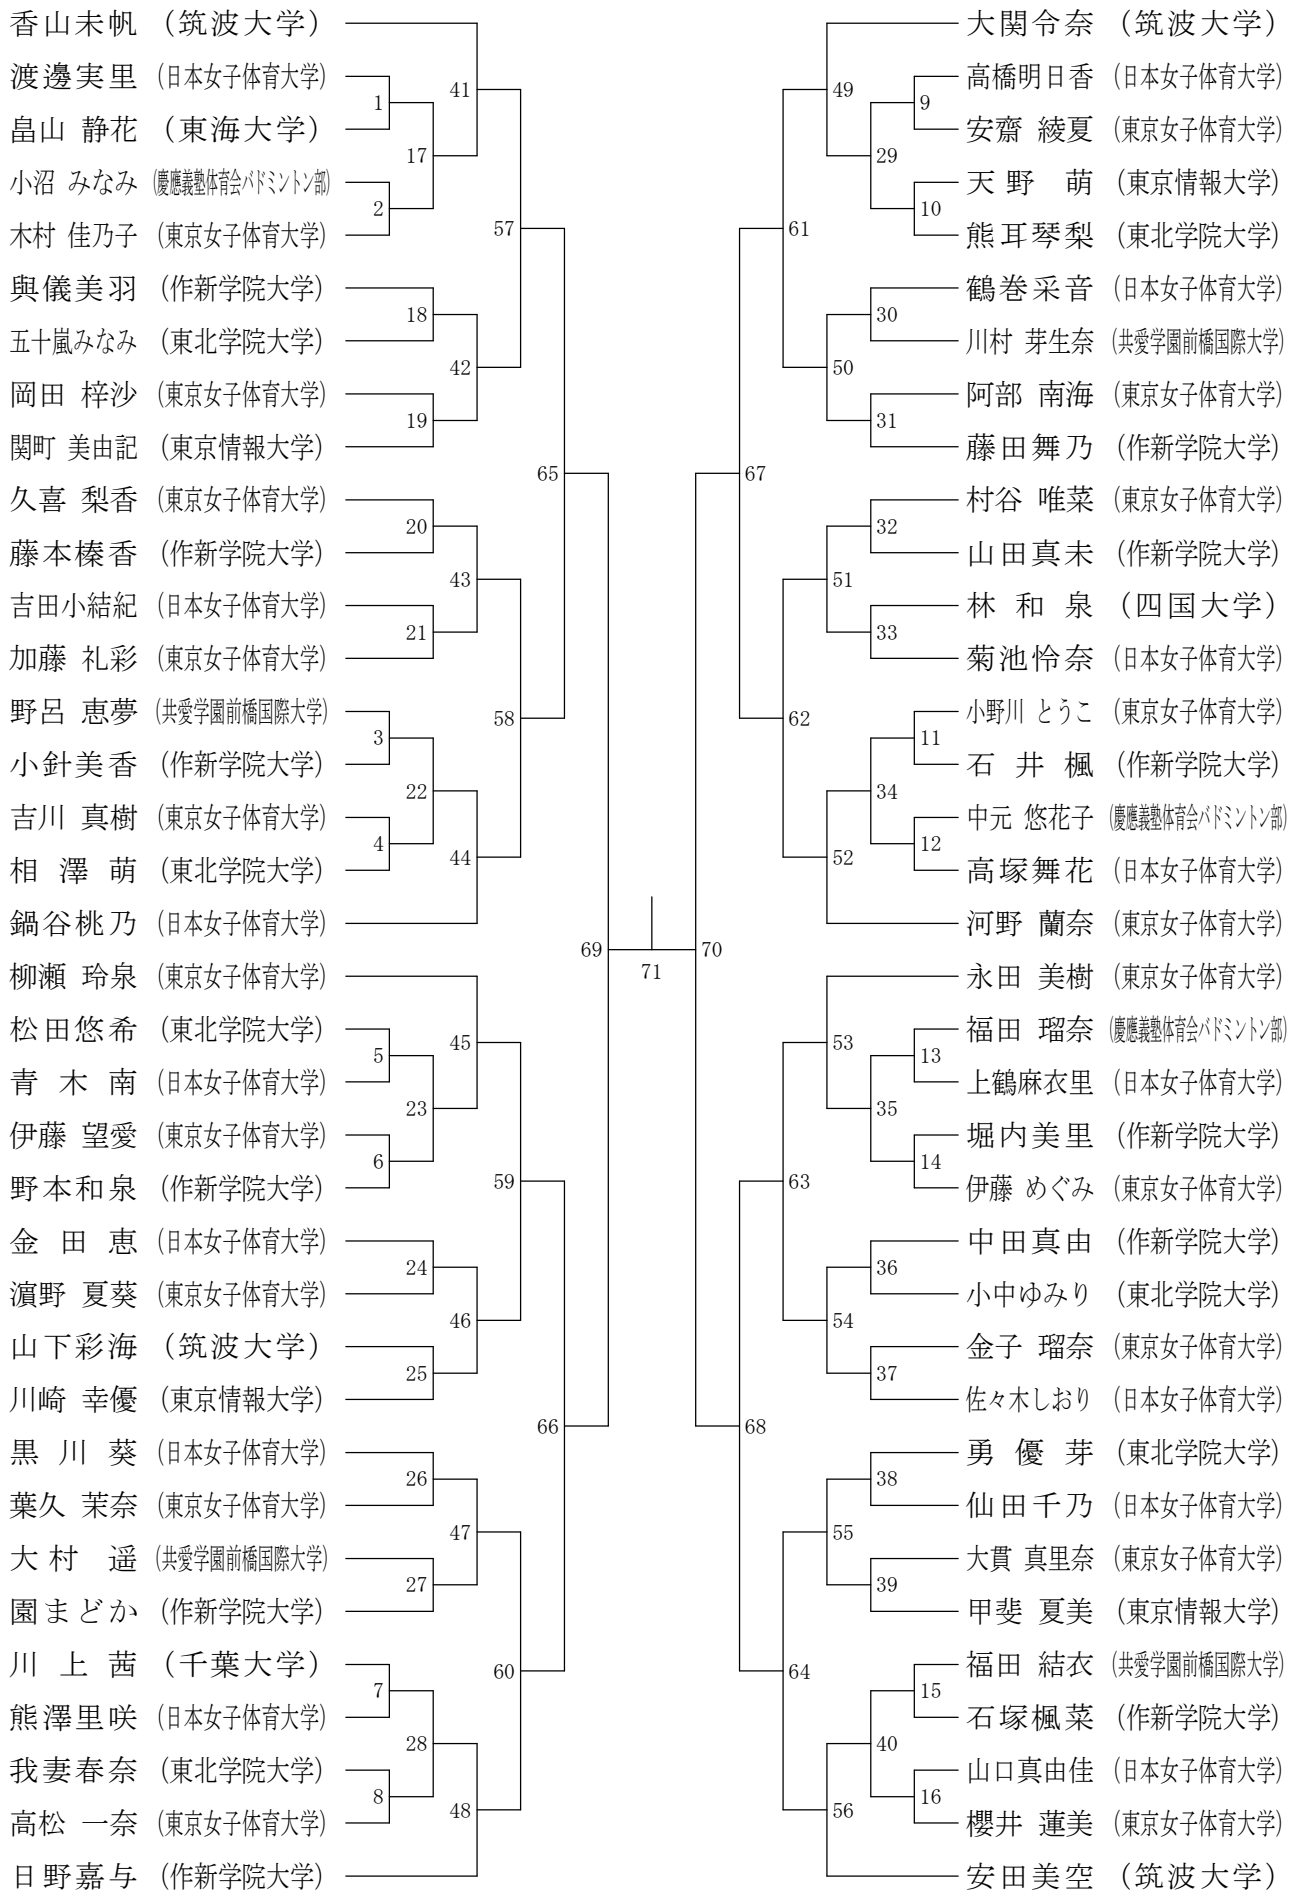 香山未帆 (筑波大学)
渡邊実里 (日本女子体育大学)
畠山 静花 (東海大学)
小沼 みなみ (慶應義塾体育会バドミントン部)
木村 佳乃子 (東京女子体育大学)
與儀美羽 (作新学院大学)
五十嵐みなみ (東北学院大学)
岡田 梓沙 (東京女子体育大学)
関町 美由記 (東京情報大学)
久喜 梨香 (東京女子体育大学)
藤本榛香 (作新学院大学)
吉田小結紀 (日本女子体育大学)
加藤 礼彩 (東京女子体育大学)
野呂 恵夢 (共愛学園前橋国際大学)
小針美香 (作新学院大学)
吉川 真樹 (東京女子体育大学)
相澤萌 (東北学院大学)
鍋谷桃乃 (日本女子体育大学)
柳瀬 玲泉 (東京女子体育大学)
松田悠希 (東北学院大学)
青木南 (日本女子体育大学)
伊藤 望愛 (東京女子体育大学)
野本和泉 (作新学院大学)
金田恵 (日本女子体育大学)
濵野 夏葵 (東京女子体育大学)
山下彩海 (筑波大学)
川崎 幸優 (東京情報大学)
黒川葵 (日本女子体育大学)
葉久 茉奈 (東京女子体育大学)
大村 遥 (共愛学園前橋国際大学)
園まどか (作新学院大学)
川上茜 (千葉大学)
熊澤里咲 (日本女子体育大学)
我妻春奈 (東北学院大学)
高松 一奈 (東京女子体育大学)
日野嘉与 (作新学院大学)
1
2
3
4
5
6
7
8
17
18
19
20
21
22
23
24
25
26
27
28
41
42
43
44
45
46
47
48
57
58
59
60
65
66
69
71
70
67
68
61
62
63
64
49
50
51
52
53
54
55
56
29
30
31
32
33
34
35
36
37
38
39
40
9
10
11
12
13
14
15
16
大関令奈 (筑波大学)
高橋明日香 (日本女子体育大学)
安齋 綾夏 (東京女子体育大学)
天野 萌 (東京情報大学)
熊耳琴梨 (東北学院大学)
鶴巻采音 (日本女子体育大学)
川村 芽生奈 (共愛学園前橋国際大学)
阿部 南海 (東京女子体育大学)
藤田舞乃 (作新学院大学)
村谷 唯菜 (東京女子体育大学)
山田真未 (作新学院大学)
林和泉 (四国大学)
菊池怜奈 (日本女子体育大学)
小野川 とうこ (東京女子体育大学)
石井楓 (作新学院大学)
中元 悠花子 (慶應義塾体育会バドミントン部)
高塚舞花 (日本女子体育大学)
河野 蘭奈 (東京女子体育大学)
永田 美樹 (東京女子体育大学)
福田 瑠奈 (慶應義塾体育会バドミントン部)
上鶴麻衣里 (日本女子体育大学)
堀内美里 (作新学院大学)
伊藤 めぐみ (東京女子体育大学)
中田真由 (作新学院大学)
小中ゆみり (東北学院大学)
金子 瑠奈 (東京女子体育大学)
佐々木しおり (日本女子体育大学)
勇優芽 (東北学院大学)
仙田千乃 (日本女子体育大学)
大貫 真里奈 (東京女子体育大学)
甲斐 夏美 (東京情報大学)
福田 結衣 (共愛学園前橋国際大学)
石塚楓菜 (作新学院大学)
山口真由佳 (日本女子体育大学)
櫻井 蓮美 (東京女子体育大学)
安田美空 (筑波大学)